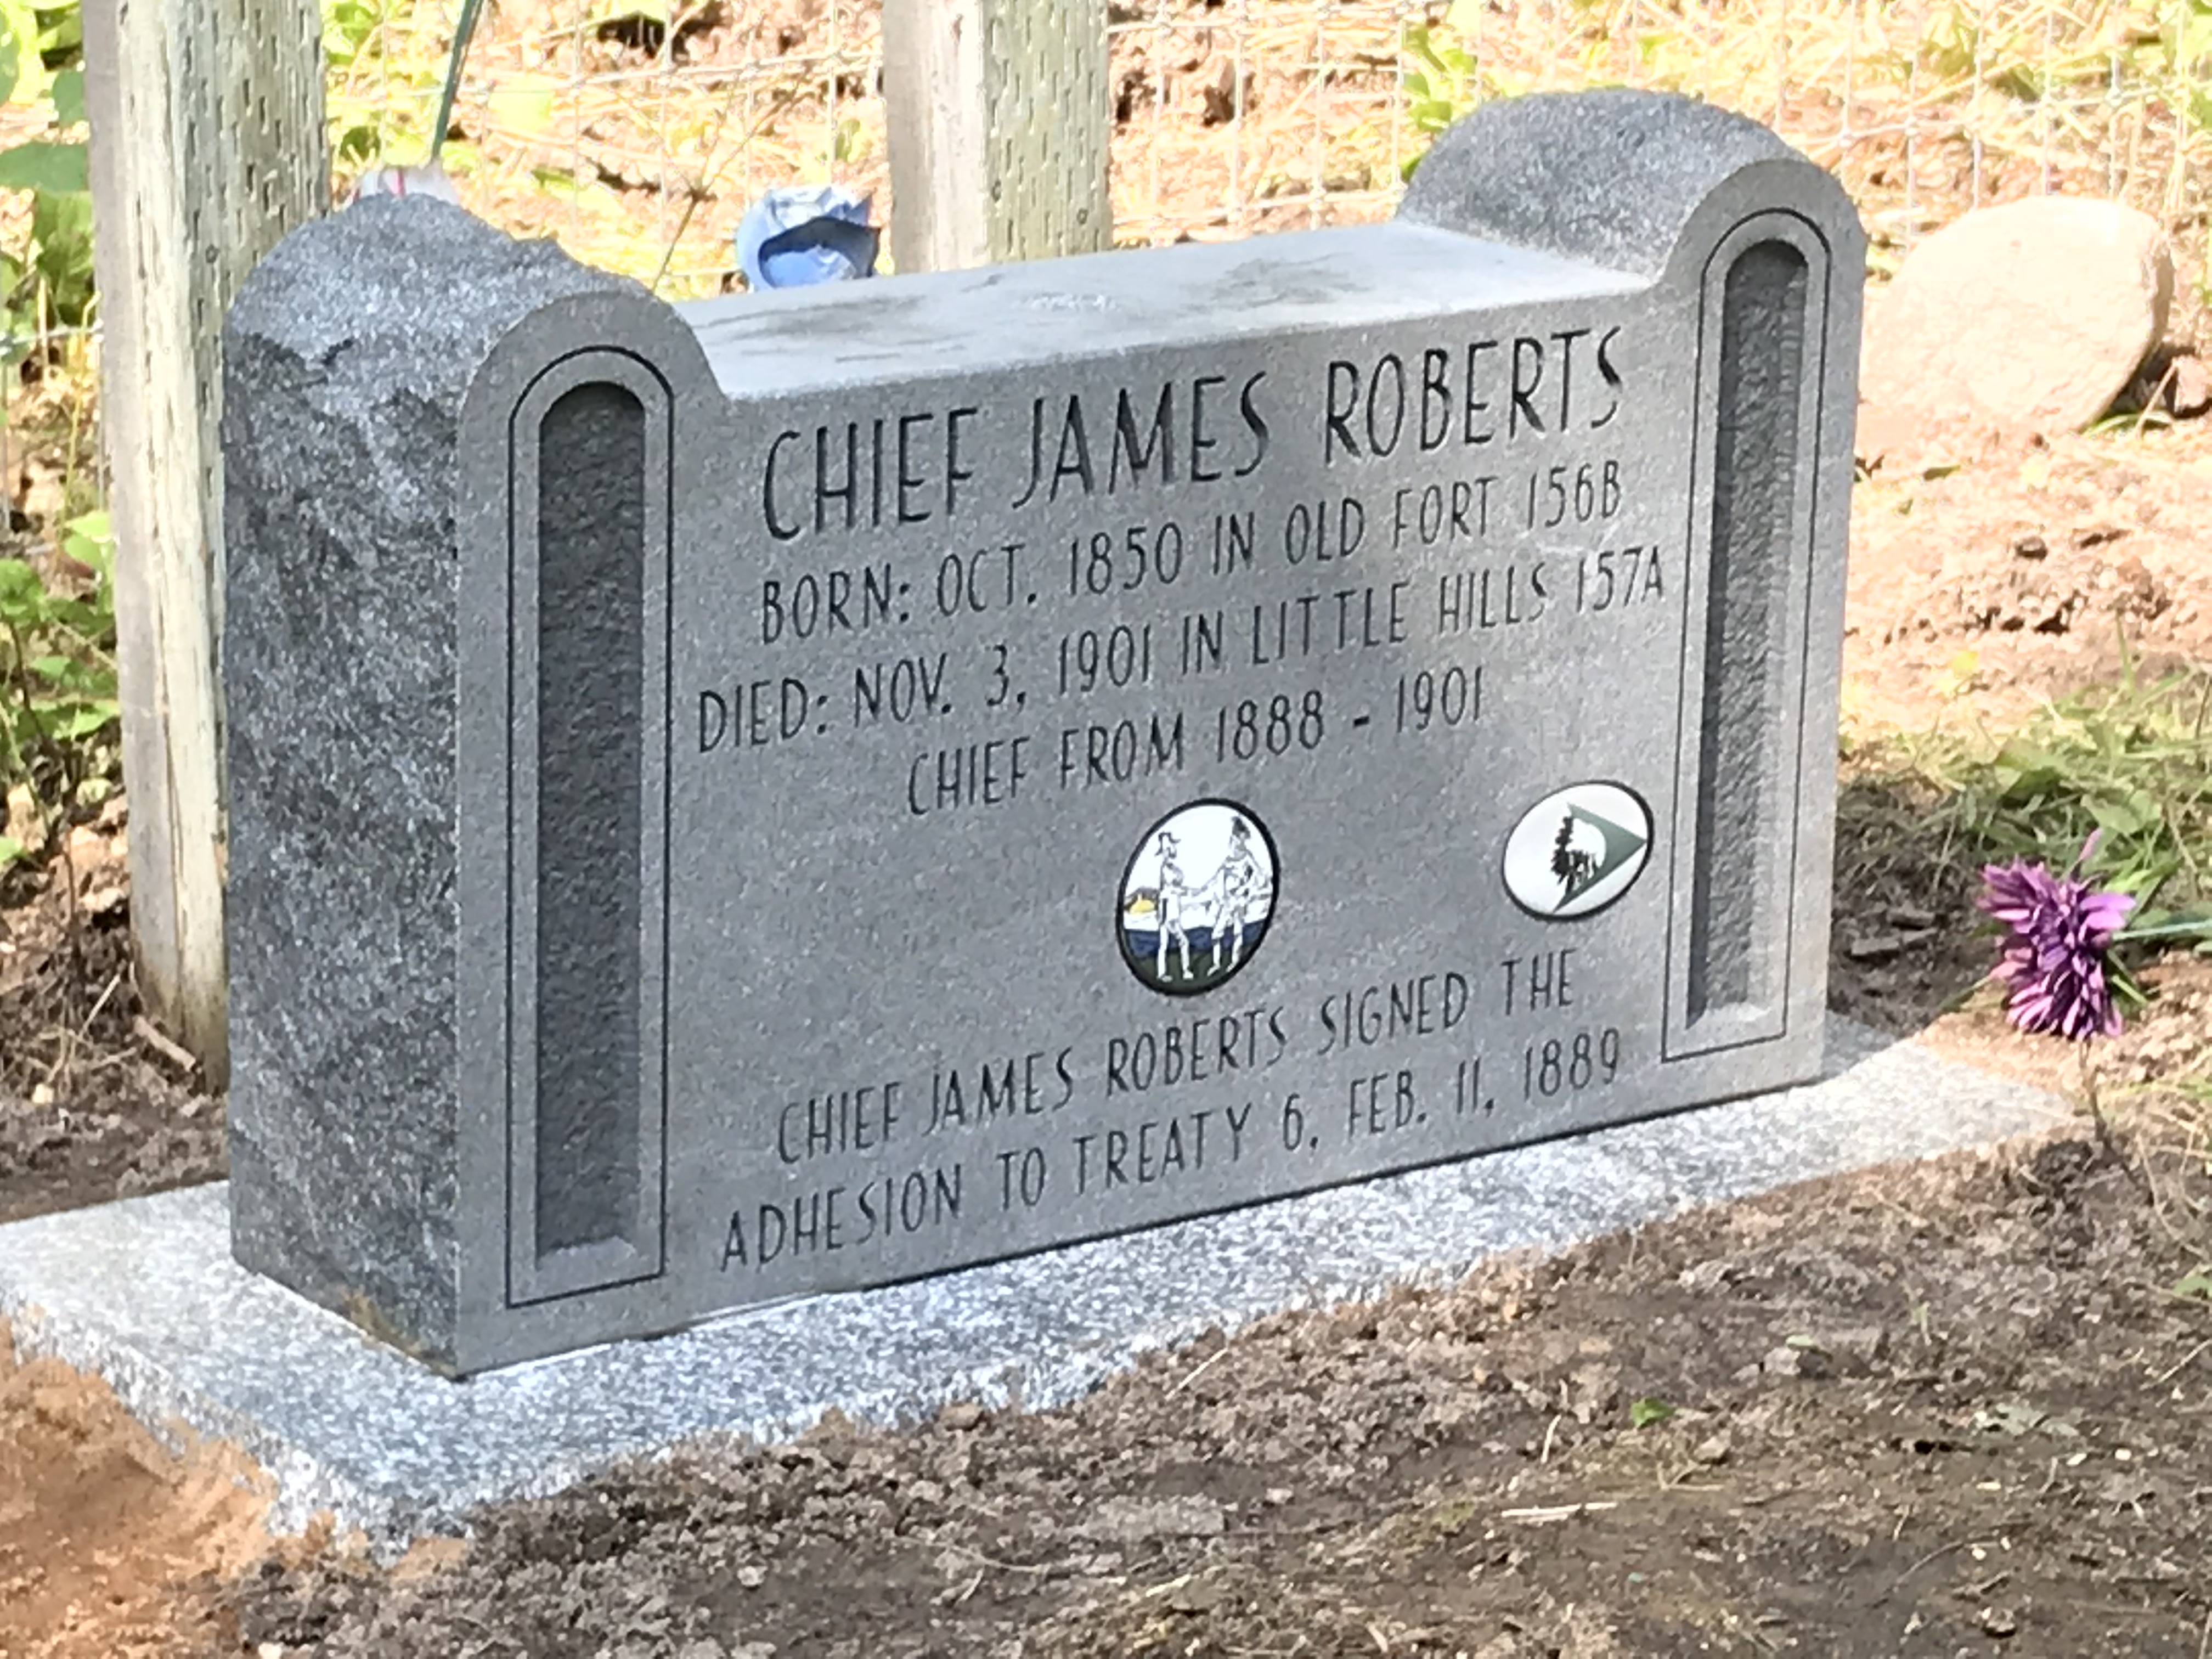 CHIEF JAMES ROBERTS
BORN: OCT. 1850 IN OLD FORT 156B
DIED: NOV. 3, 1901 IN LITTLE HILLS 157A
CHIEF FROM 1888 - 1901
CHIEF JAMES ROBERTS SIGNED THE
ADHESION TO TREATY 6, FEB. 11, 1889